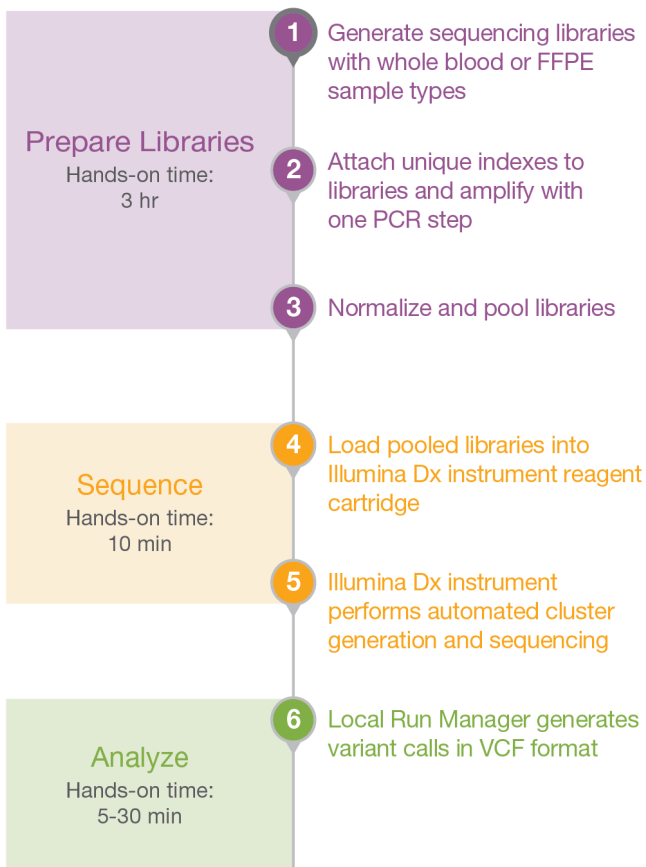 1
Generate sequencing libraries
with whole blood or FFPE
sample types
Prepare Libraries
Hands-on time:
3 hr
2
Attach unique indexes to
libraries and amplify with
one PCR step
3
Normalize and pool libraries
4
Load pooled libraries into
Illumina Dx instrument reagent
cartridge
Sequence
Hands-on time:
10 min
5
Illumina Dx instrument
performs automated cluster
generation and sequencing
6
Local Run Manager generates
variant calls in VCF format
Analyze
Hands-on time:
5-30 min